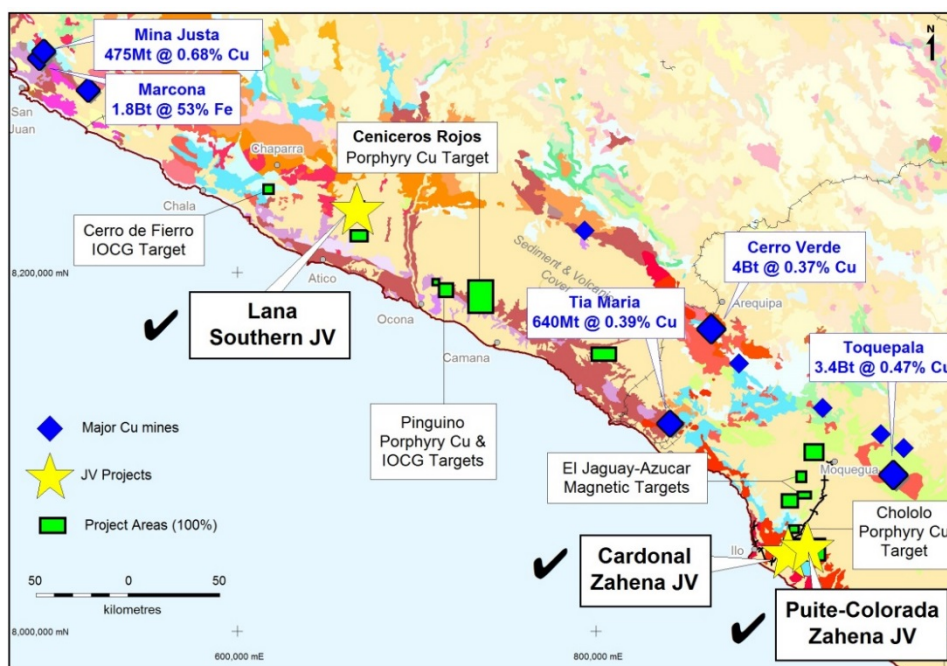 Mina Justa
475Mt @ 0.68% Cu
Marcona
1.8Bt @ 53% Fe
San
Juan
N
Chaparra
Ceniceros Rojos
Porphyry Cu Target
Chala
Cerro de Fierro
IOCG Target
8,200,000 mN
Atico
Sediment & Volcanic
Cover
Cerro Verde
4Bt @ 0.37% Cu
Arequipa
Lana
Southern JV
Ocona
Tia Maria
640Mt @ 0.39% Cu
Camana
Toquepala
3.4Bt @ 0.47% Cu
Pinguino
Porphyry Cu &
IOCG Targets
Major Cu mines
JV Projects
Project Areas (100%)
El Jaguay-Azucar
Magnetic Targets
Moquegua
Chololo
Porphyry Cu
Target
Ilo
Cardonal
Zahena JV
Puite-Colorada
Zahena JV
50 0 50
kilometres
8,000,000 mN
600,000 mE
800,000 mE